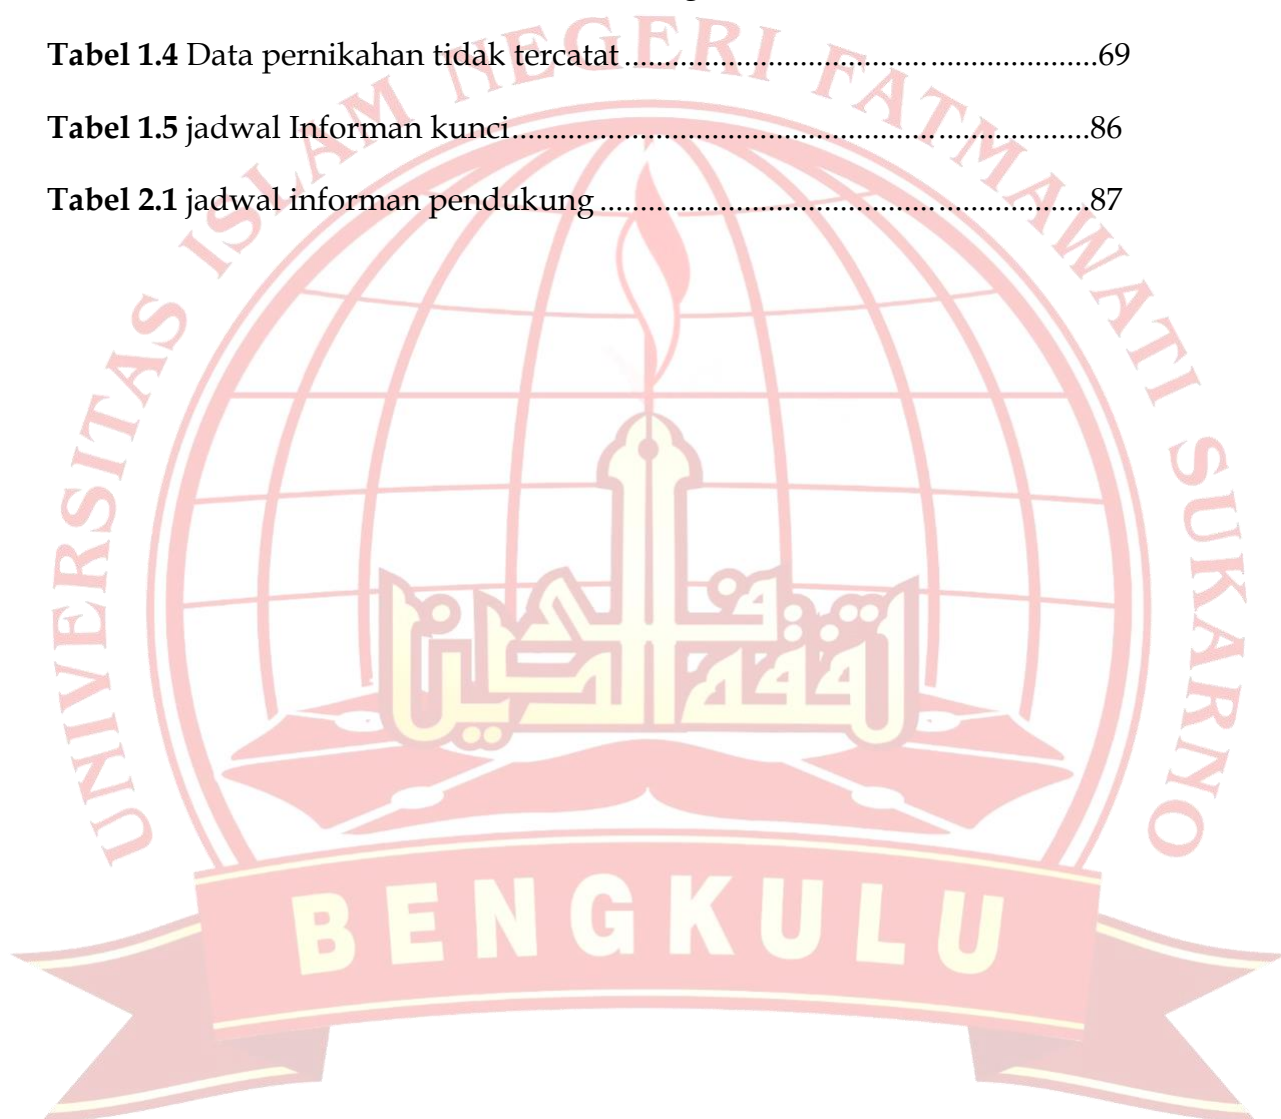 Tabel 1.4 Data pernikahan tidak tercatat.......................................................69
Tabel 1.5 jadwal Informan kunci...................................................................86
Tabel 2.1 jadwal informan pendukung.........................................................87
UNIVERSITAS ISLAM NEGERI FATMAWATI SUKARNO
BENGKULU